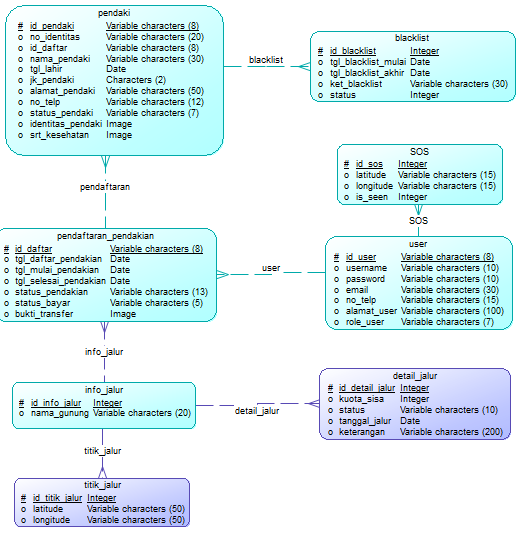 pendaki
# id_pendaki Variable characters (8)
o no_identitas Variable characters (20)
o id_daftar Variable characters (8)
o nama_pendaki Variable characters (30)
o tgl_lahir Date
o jk_pendaki Characters (2)
o alamat_pendaki Variable characters (50)
o no_telp Variable characters (12)
o status_pendaki Variable characters (7)
o identitas_pendaki Image
o srt_kesehatan Image
blacklist
blacklist
# id_blacklist Integer
o tgl_blacklist_mulai Date
o tgl_blacklist_akhir Date
o ket_blacklist Variable characters (30)
o status Integer
SOS
# id_sos Integer
o latitude Variable characters (15)
o longitude Variable characters (15)
o is_seen Integer
pendaftaran
SOS
pendaftaran_pendakian
# id_daftar Variable characters (8)
o tgl_daftar_pendakian Date
o tgl_mulai_pendakian Date
o tgl_selesai_pendakian Date
o status_pendakian Variable characters (13)
o status_bayar Variable characters (5)
o bukti_transfer Image
user
user
# id_user Variable characters (8)
o username Variable characters (10)
o password Variable characters (10)
o email Variable characters (30)
o no_telp Variable characters (15)
o alamat_user Variable characters (100)
o role_user Variable characters (7)
info_jalur
info_jalur
# id_info_jalur Integer
o nama_gunung Variable characters (20)
detail_jalur
detail_jalur
# id_detail_jalur Integer
o kuota_sisa Integer
o status Variable characters (10)
o tanggal_jalur Date
o keterangan Variable characters (200)
titik_jalur
titik_jalur
# id_titik_jalur Integer
o latitude Variable characters (50)
o longitude Variable characters (50)